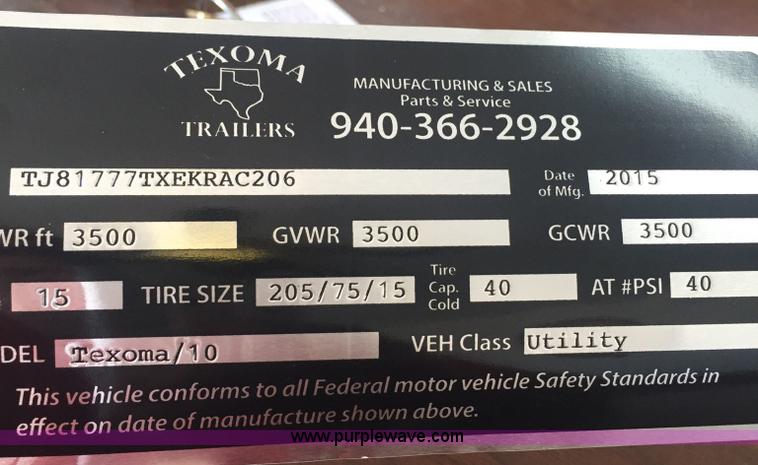 TEXOMA
TRAILERS
MANUFACTURING & SALES
Parts & Service
940-366-2928
TJ81777TXEKRAC206 Date of Mfg. 2015
WR ft 3500 GVWR 3500 GCWR 3500
15 TIRE SIZE 205/75/15 Tire Cap. Cold 40 AT #PSI 40
DEL Texoma/10 VEH Class Utility
This vehicle conforms to all Federal motor vehicle Safety Standards in
effect on date of manufacture shown above.
www.purplewave.com